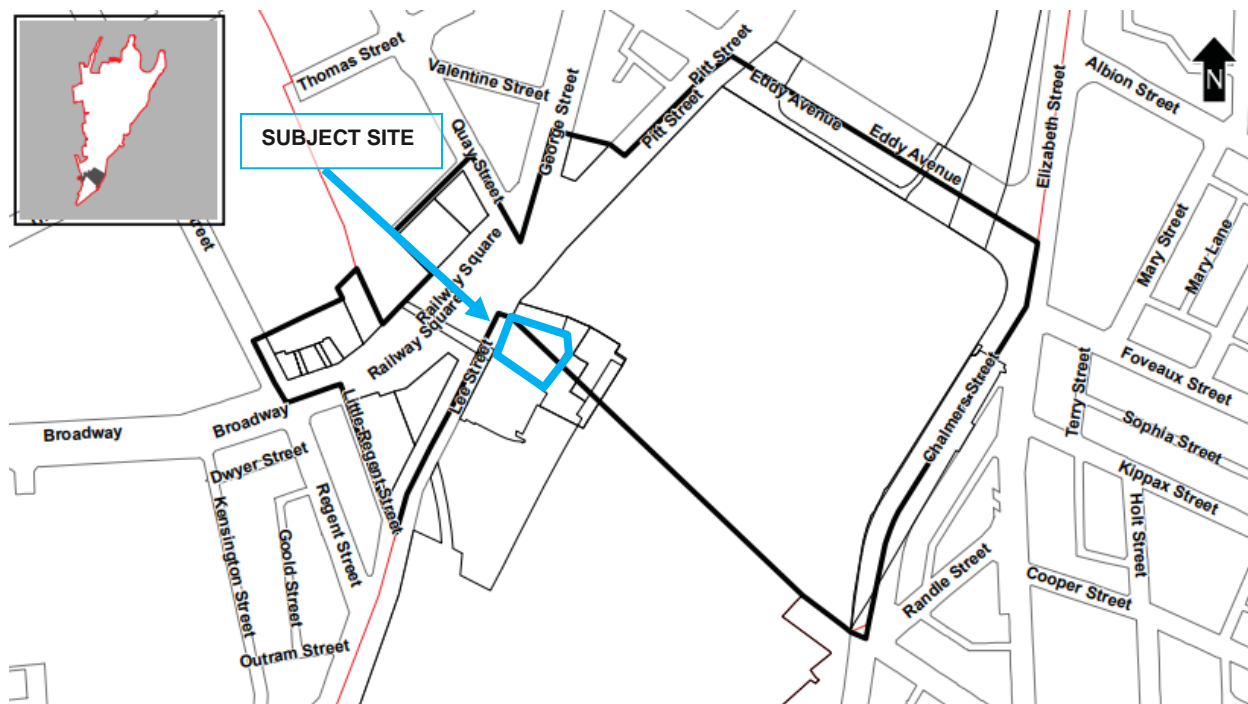 Thomas Street
Valentine Street
Pitt Street
Pitt Street
George Street
Eddy Avenue
Eddy Avenue
Elizabeth Street
Albion Street
N
SUBJECT SITE
Quay Street
Mary Street
Mary Lane
Railway Square
Railway Square
Railway Square
Lee Street
Foveaux Street
Terry Street
Sophia Street
Chalmers Street
Kippax Street
Holt Street
Broadway
Broadway
Little Regent Street
Dwyer Street
Regent Street
Kensington Street
Goold Street
Outram Street
Randle Street
Cooper Street